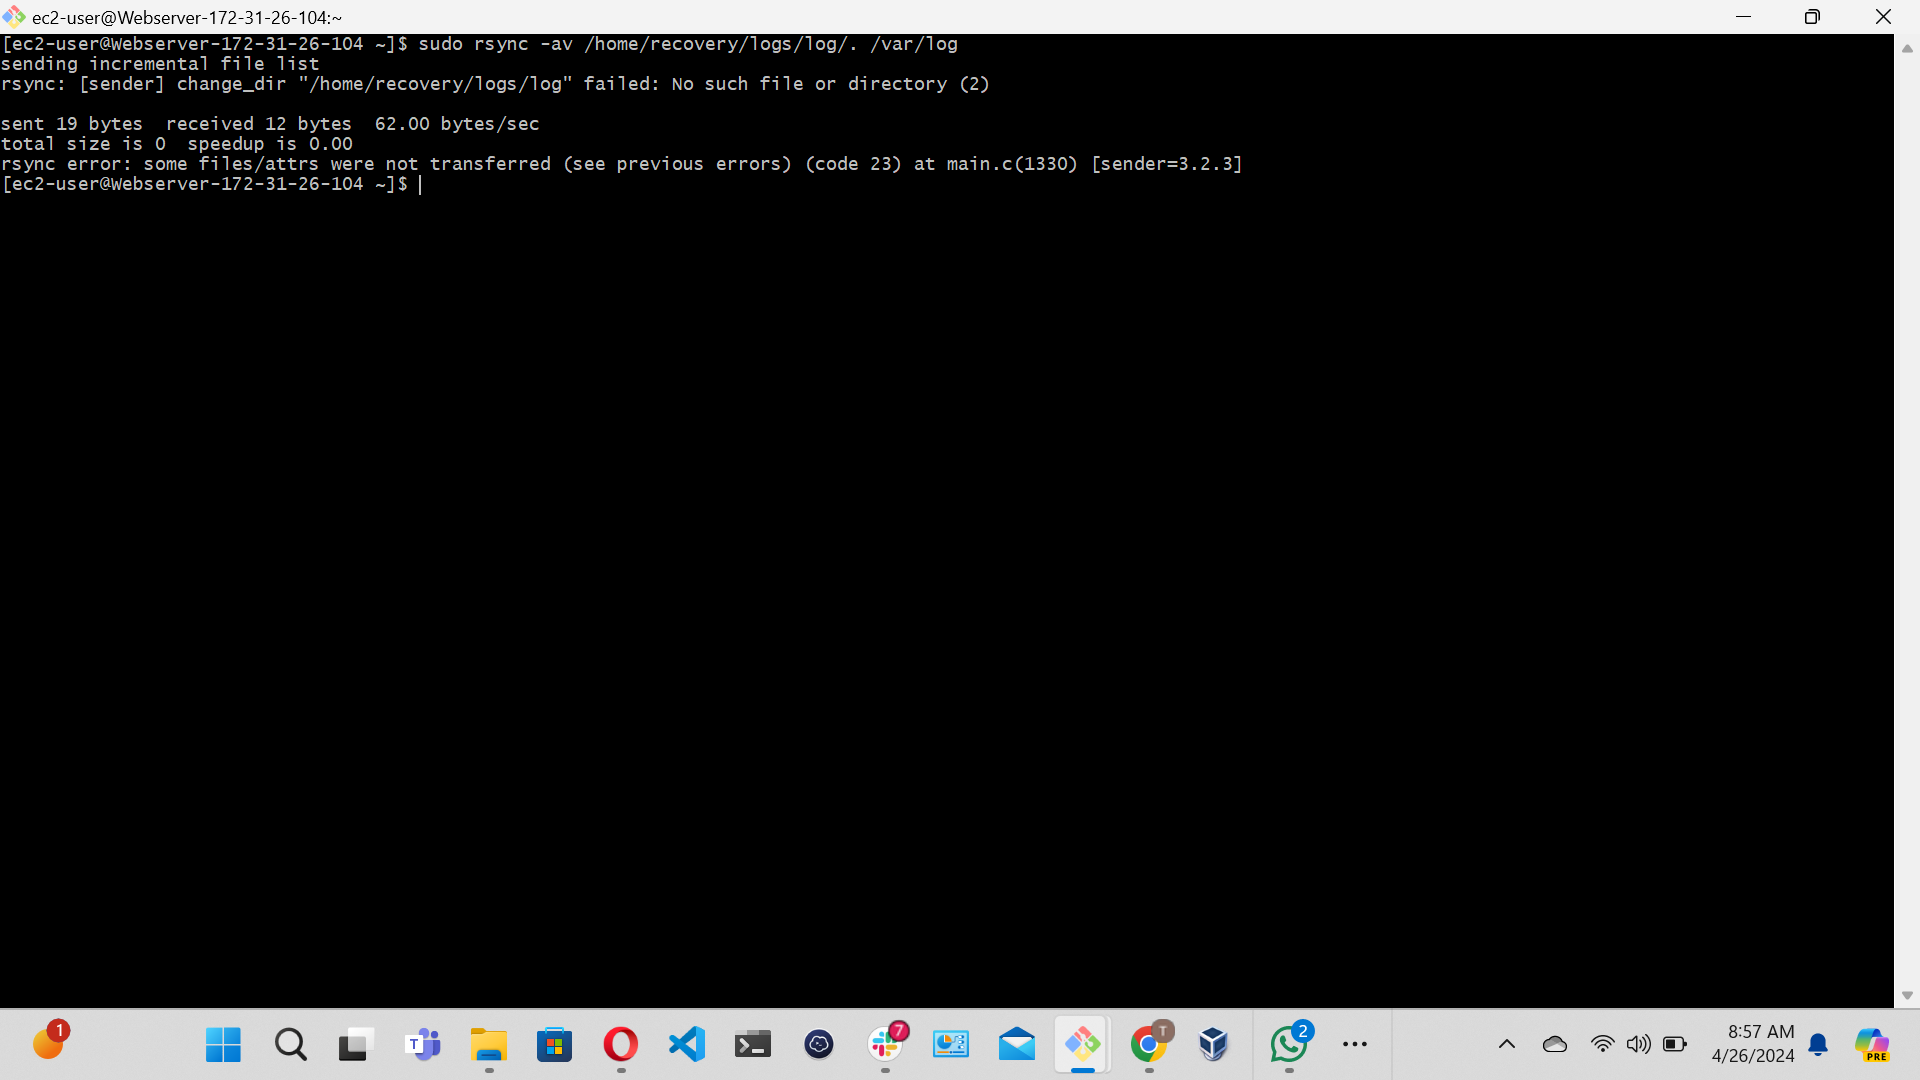 ec2-user@Webserver-172-31-26-104:~
[ec2-user@Webserver-172-31-26-104 ~]$ sudo rsync -av /home/recovery/logs/log/. /var/log
sending incremental file list
rsync: [sender] change_dir "/home/recovery/logs/log" failed: No such file or directory (2)
sent 19 bytes  received 12 bytes  62.00 bytes/sec
total size is 0  speedup is 0.00
rsync error: some files/attrs were not transferred (see previous errors) (code 23) at main.c(1330) [sender=3.2.3]
[ec2-user@Webserver-172-31-26-104 ~]$
1
T
7
T
2
8:57 AM
4/26/2024
PRE